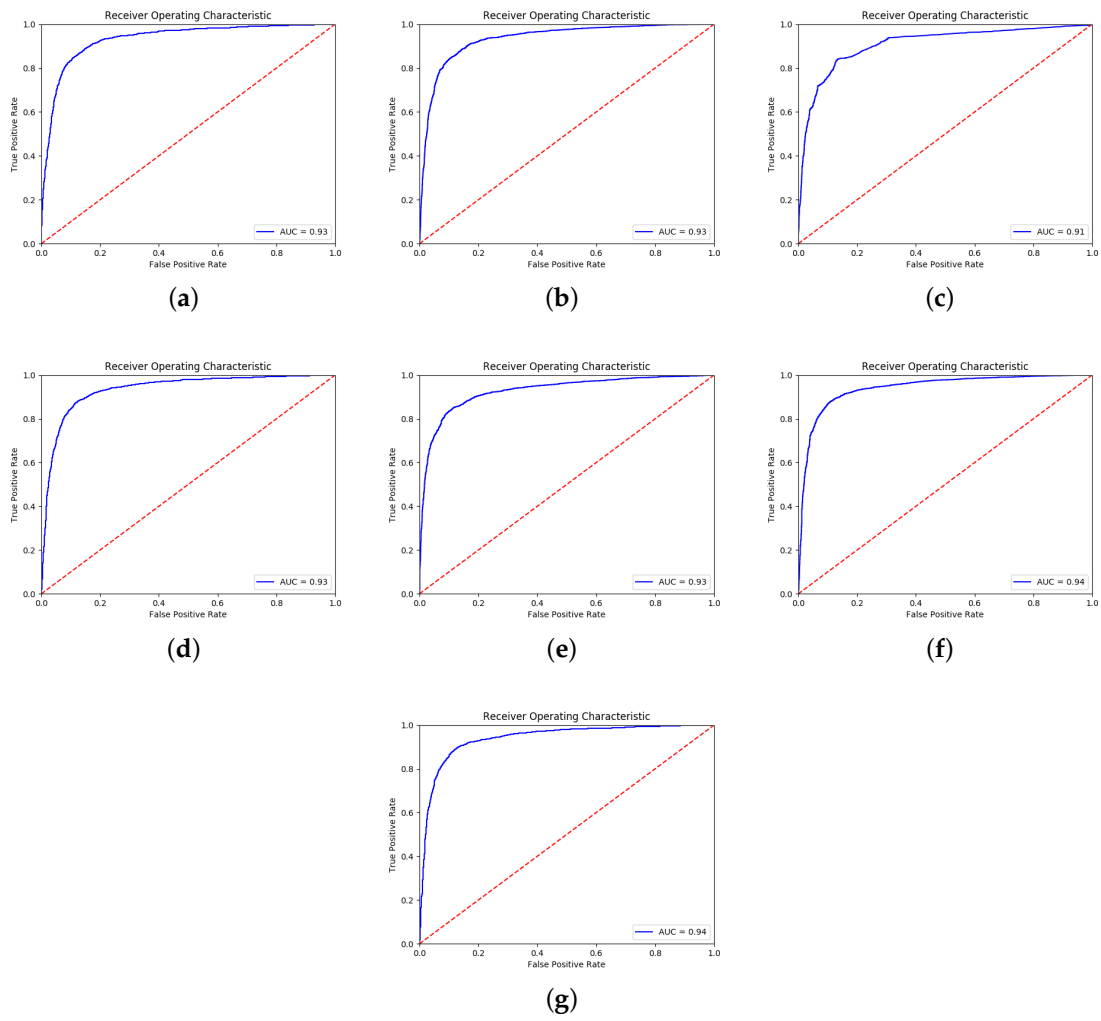 Receiver Operating Characteristic
True Positive Rate
1.0
0.8
0.6
0.4
0.2
0.0
AUC = 0.93
0.0 0.2 0.4 0.6 0.8 1.0
False Positive Rate
(a)
Receiver Operating Characteristic
True Positive Rate
1.0
0.8
0.6
0.4
0.2
0.0
AUC = 0.93
0.0 0.2 0.4 0.6 0.8 1.0
False Positive Rate
(b)
Receiver Operating Characteristic
True Positive Rate
1.0
0.8
0.6
0.4
0.2
0.0
AUC = 0.91
0.0 0.2 0.4 0.6 0.8 1.0
False Positive Rate
(c)
Receiver Operating Characteristic
True Positive Rate
1.0
0.8
0.6
0.4
0.2
0.0
AUC = 0.93
0.0 0.2 0.4 0.6 0.8 1.0
False Positive Rate
(d)
Receiver Operating Characteristic
True Positive Rate
1.0
0.8
0.6
0.4
0.2
0.0
AUC = 0.93
0.0 0.2 0.4 0.6 0.8 1.0
False Positive Rate
(e)
Receiver Operating Characteristic
True Positive Rate
1.0
0.8
0.6
0.4
0.2
0.0
AUC = 0.94
0.0 0.2 0.4 0.6 0.8 1.0
False Positive Rate
(f)
Receiver Operating Characteristic
True Positive Rate
1.0
0.8
0.6
0.4
0.2
0.0
AUC = 0.94
0.0 0.2 0.4 0.6 0.8 1.0
False Positive Rate
(g)